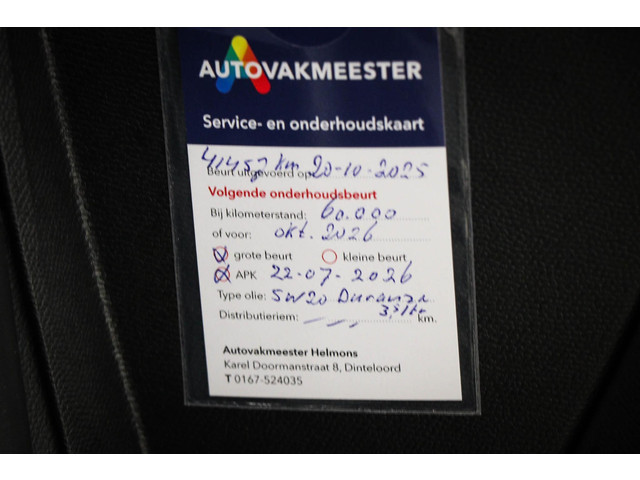 AUTOVAKMEESTER
Service- en onderhoudskaart
41457 km 20-10-2025
Beurt uitgevoerd op
Volgende onderhoudsbeurt
Bij kilometerstand: 60.000
of voor: okt. 2026
grote beurt kleine beurt
APK 22-07-2026
Type olie: 5W20
Distributieriem: km.
Autovakmeester Helmons
Karel Doormanstraat 8, Dinteloord
T 0167-524035